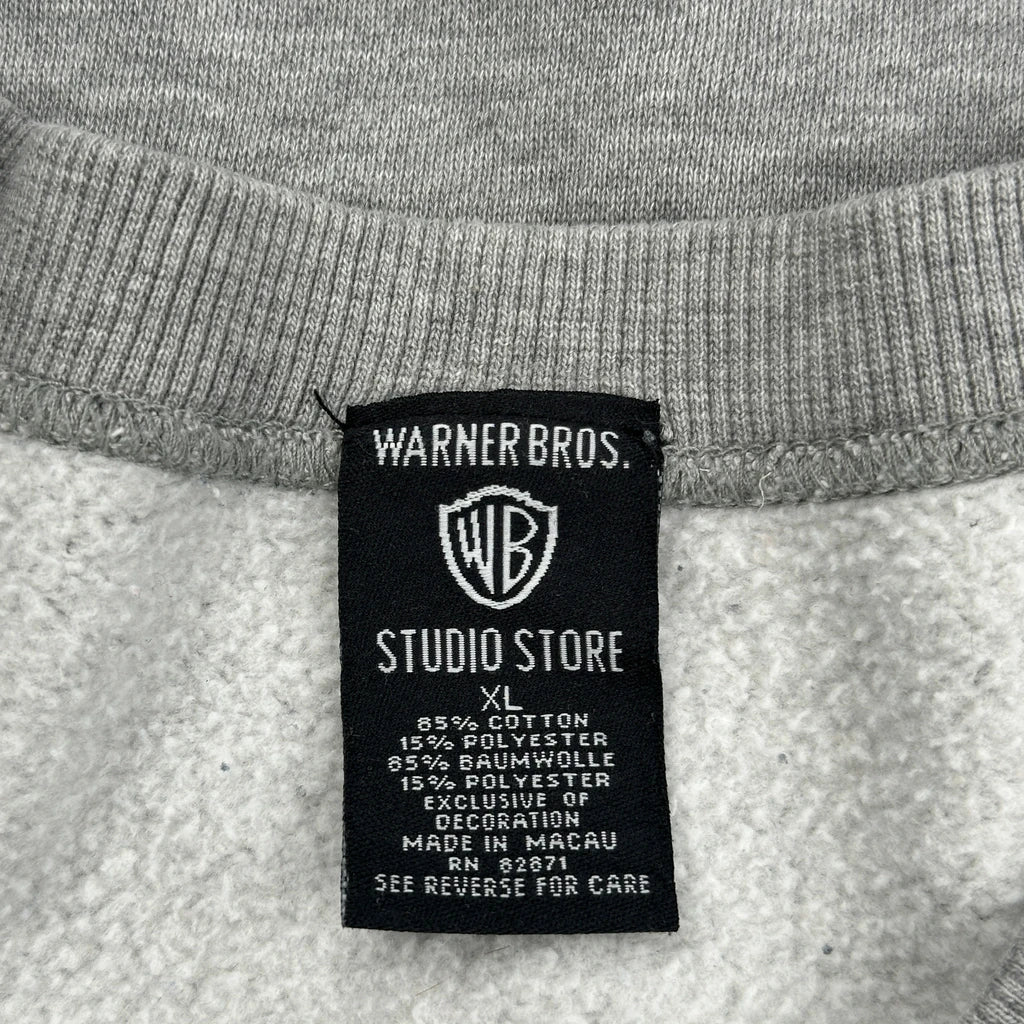 WARNER BROS.
WB
STUDIO STORE
XL
85% COTTON
15% POLYESTER
85% BAUMWOLLE
15% POLYESTER
EXCLUSIVE OF
DECORATION
MADE IN MACAU
RN 82871
SEE REVERSE FOR CARE